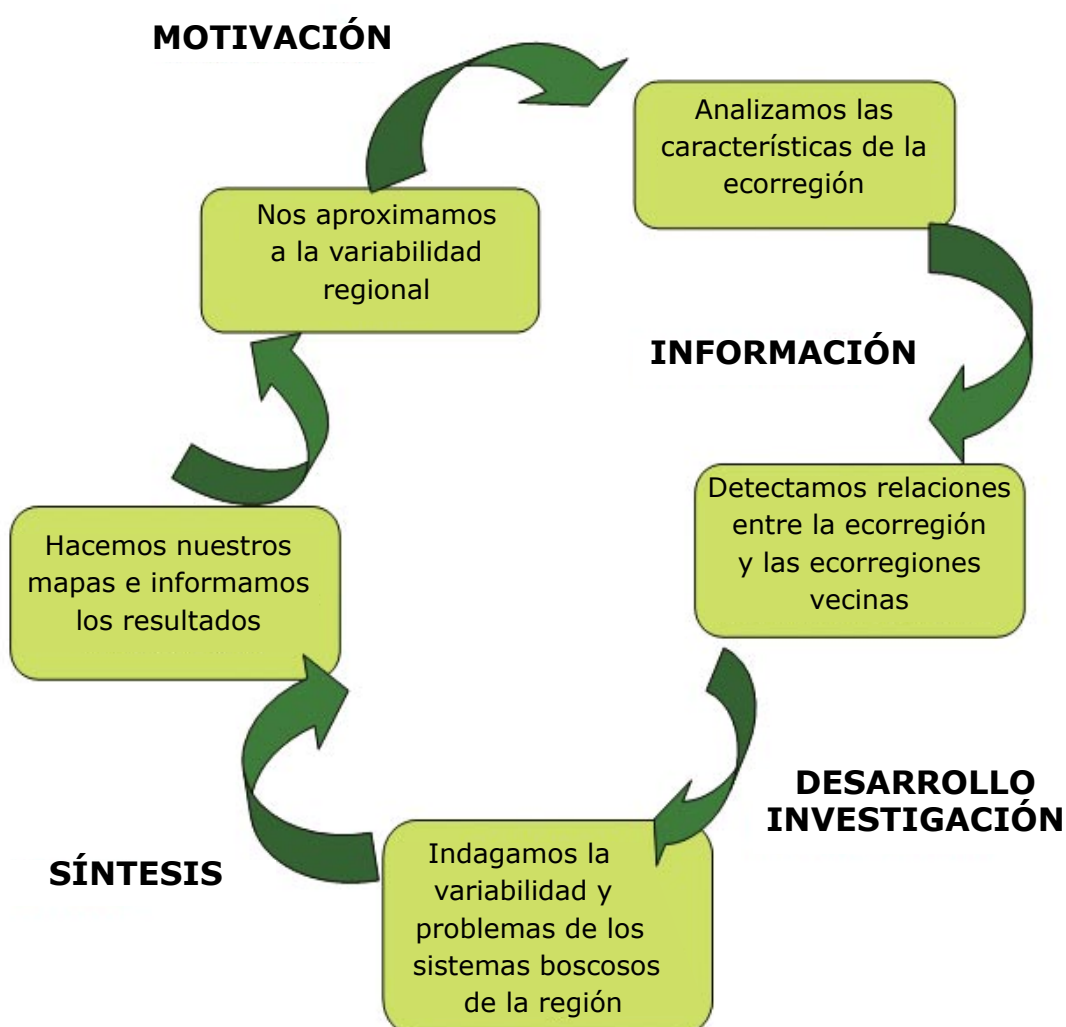 MOTIVACIÓN
Analizamos las
características de la
ecorregión
Nos aproximamos
a la variabilidad
regional
INFORMACIÓN
Detectamos relaciones
entre la ecorregión
y las ecorregiones
vecinas
Hacemos nuestros
mapas e informamos
los resultados
DESARROLLO
INVESTIGACIÓN
SÍNTESIS
Indagamos la
variabilidad y
problemas de los
sistemas boscosos
de la región